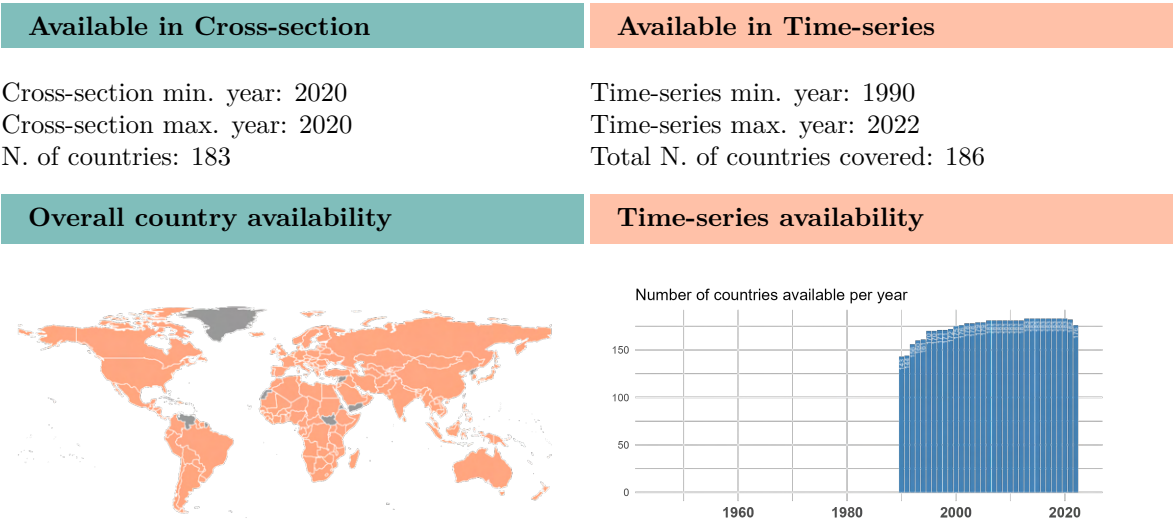 Available in Cross-section
Available in Time-series
Cross-section min. year: 2020
Cross-section max. year: 2020
N. of countries: 183
Time-series min. year: 1990
Time-series max. year: 2022
Total N. of countries covered: 186
Overall country availability
Time-series availability
Number of countries available per year
150
100
50
0
1960
1980
2000
2020